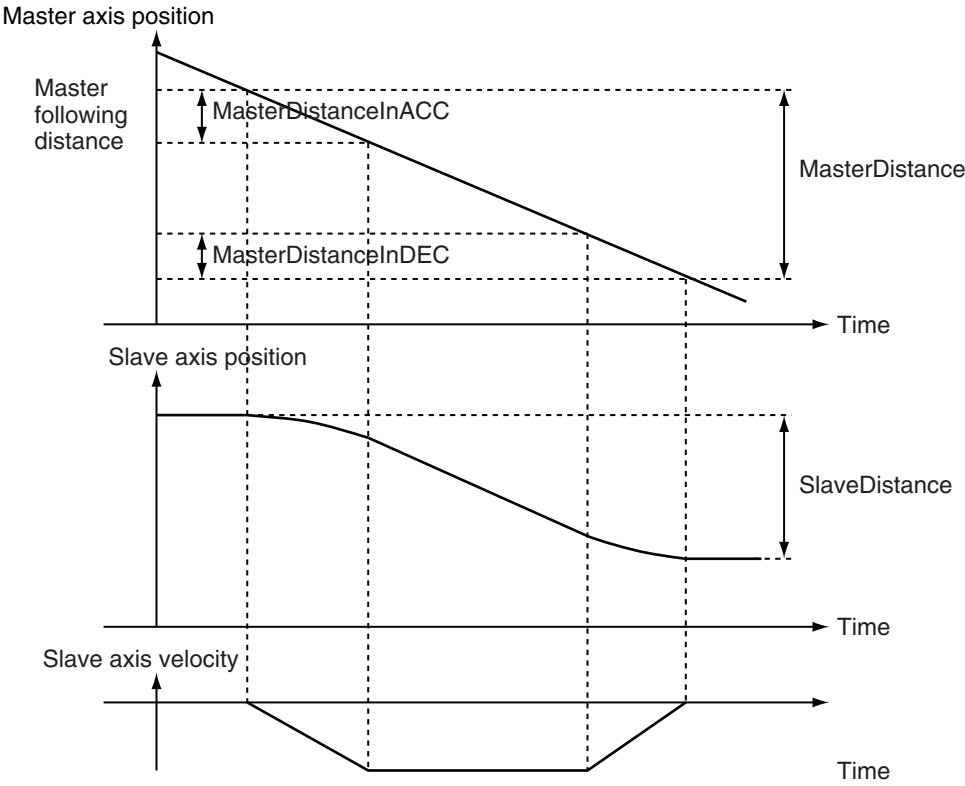 Master axis position
Master
following
distance
MasterDistanceInACC
MasterDistance
MasterDistanceInDEC
Time
Slave axis position
SlaveDistance
Time
Slave axis velocity
Time